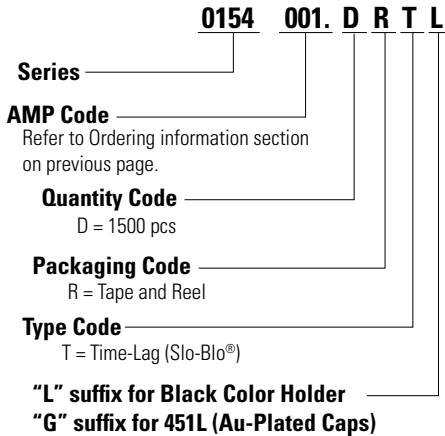 0154 001. D R T L
Series
AMP Code
Refer to Ordering information section
on previous page.
Quantity Code
D = 1500 pcs
Packaging Code
R = Tape and Reel
Type Code
T = Time-Lag (Slo-Blo®)
“L” suffix for Black Color Holder
“G” suffix for 451L (Au-Plated Caps)